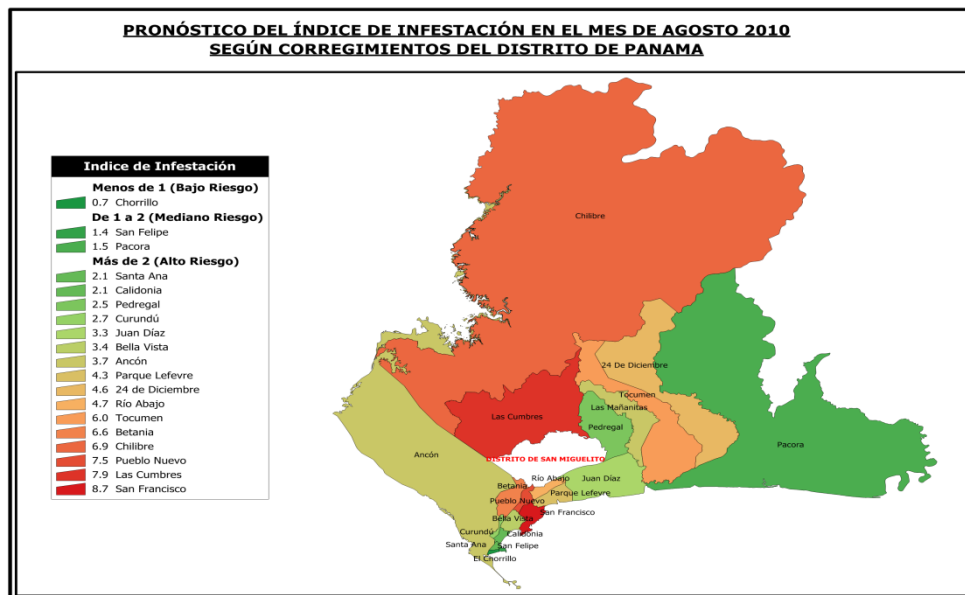 PRONÓSTICO DEL ÍNDICE DE INFESTACIÓN EN EL MES DE AGOSTO 2010
SEGÚN CORREGIMIENTOS DEL DISTRITO DE PANAMA
Indice de Infestación
Menos de 1 (Bajo Riesgo)
0.7 Chorrillo
De 1 a 2 (Mediano Riesgo)
1.4 San Felipe
1.5 Pacora
Más de 2 (Alto Riesgo)
2.1 Santa Ana
2.1 Calidonia
2.5 Pedregal
2.7 Curundú
3.3 Juan Díaz
3.4 Bella Vista
3.7 Ancón
4.3 Parque Lefevre
4.6 24 de Diciembre
4.7 Río Abajo
6.0 Tocumen
6.6 Betania
6.9 Chilibre
7.5 Pueblo Nuevo
7.9 Las Cumbres
8.7 San Francisco
Chilibre
24 De Diciembre
Tocumen
Las Mañanitas
Las Cumbres
Pedregal
Pacora
Ancón
DISTRITO DE SAN MIGUELITO
Río Abajo
Juan Díaz
Betania
Parque Lefevre
Pueblo Nuevo
San Francisco
Bella Vista
Curundú
Calidonia
Santa Ana
San Felipe
El Chorrillo